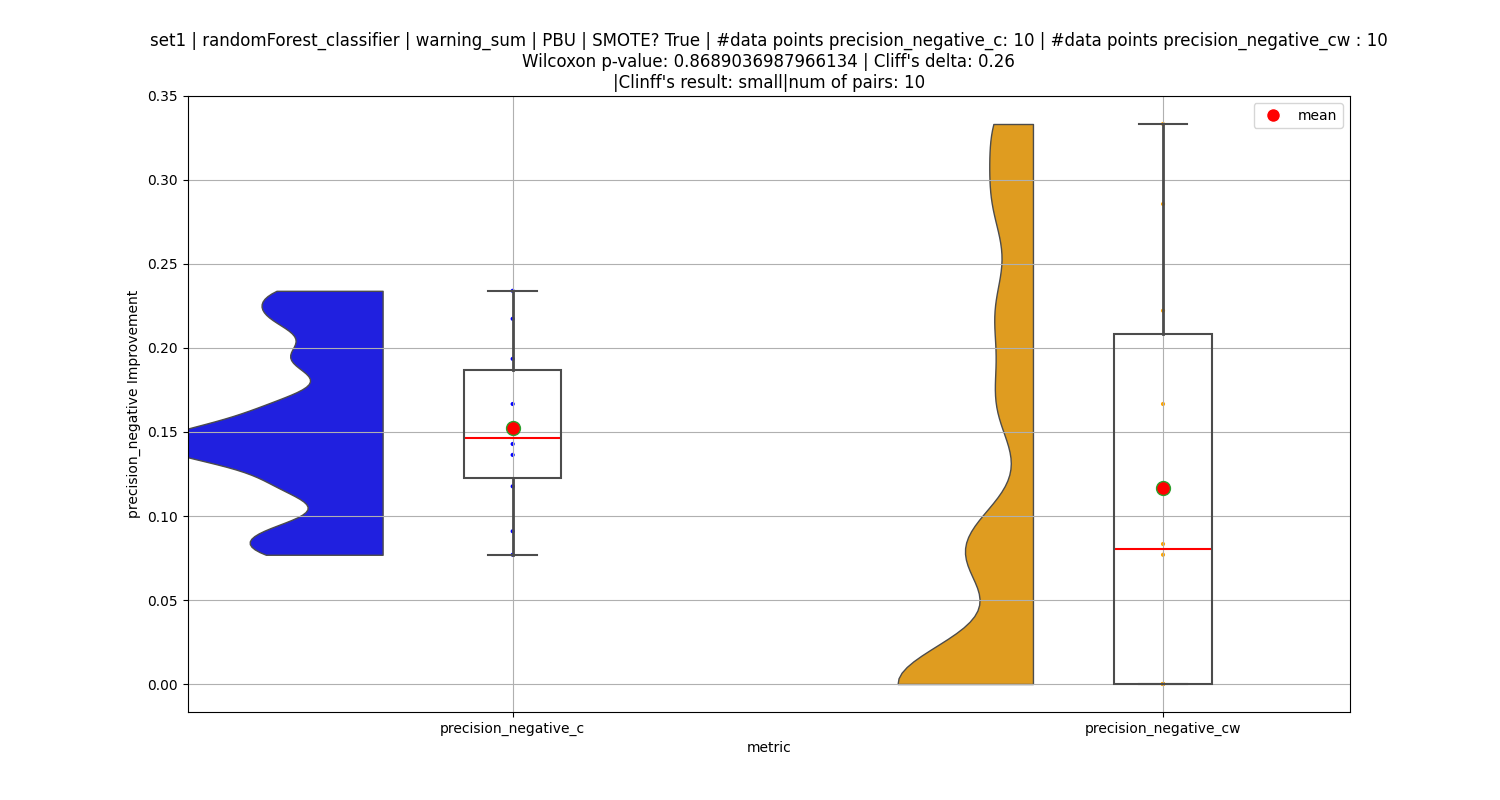 set1 | randomForest_classifier | warning_sum | PBU | SMOTE? True | #data points precision_negative_c: 10 | #data points precision_negative_cw : 10
Wilcoxon p-value: 0.8689036987966134 | Cliff's delta: 0.26
|Clinff's result: small|num of pairs: 10
mean
0.35
0.30
0.25
0.20
0.15
0.10
0.05
0.00
precision_negative Improvement
precision_negative_c
precision_negative_cw
metric